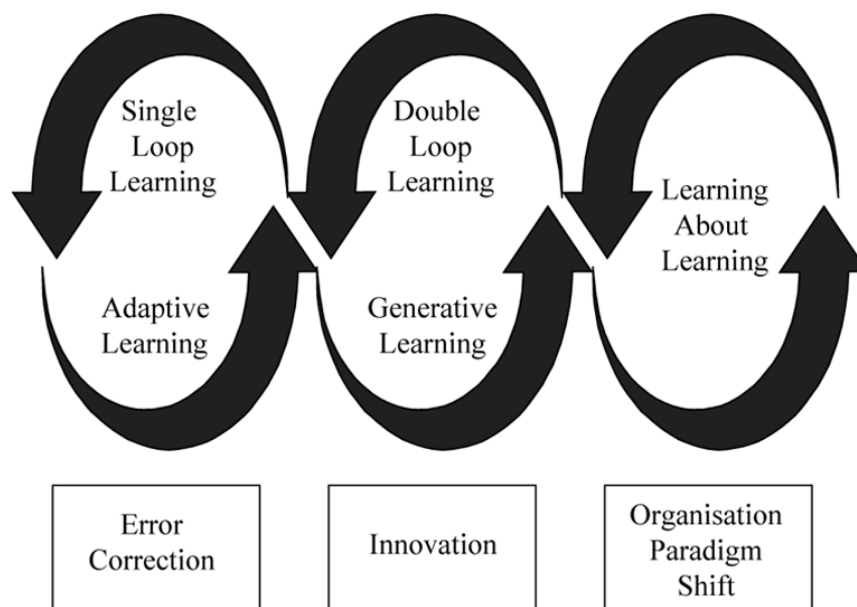 Single
Loop
Learning
Adaptive
Learning
Double
Loop
Learning
Generative
Learning
Learning
About
Learning
Error
Correction
Innovation
Organisation
Paradigm
Shift